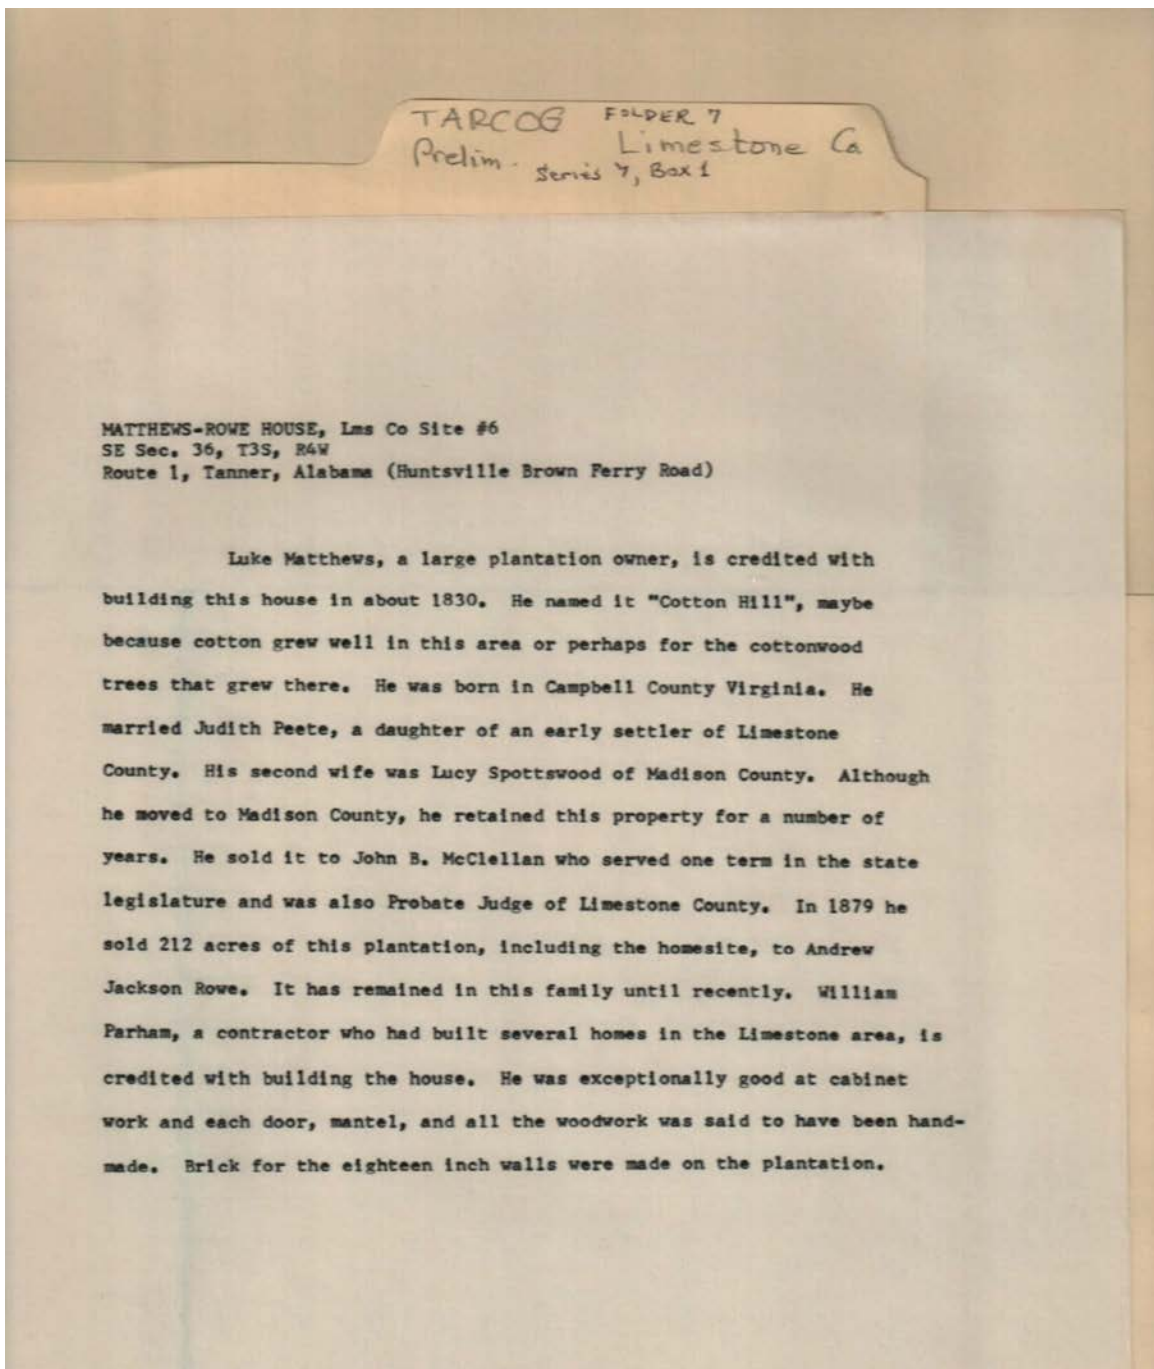 TARCOG FOLDER 7
Prelim. Limestone Co
Series 7, Box 1
MATTHEWS-ROWE HOUSE, Lms Co Site #6
SE Sec. 36, T3S, R4W
Route 1, Tanner, Alabama (Huntsville Brown Ferry Road)
Luke Matthews, a large plantation owner, is credited with
building this house in about 1830. He named it "Cotton Hill", maybe
because cotton grew well in this area or perhaps for the cottonwood
trees that grew there. He was born in Campbell County Virginia. He
married Judith Peete, a daughter of an early settler of Limestone
County. His second wife was Lucy Spottswood of Madison County. Although
he moved to Madison County, he retained this property for a number of
years. He sold it to John B. McClellan who served one term in the state
legislature and was also Probate Judge of Limestone County. In 1879 he
sold 212 acres of this plantation, including the homesite, to Andrew
Jackson Rowe. It has remained in this family until recently. William
Parham, a contractor who had built several homes in the Limestone area, is
credited with building the house. He was exceptionally good at cabinet
work and each door, mantel, and all the woodwork was said to have been hand-
made. Brick for the eighteen inch walls were made on the plantation.